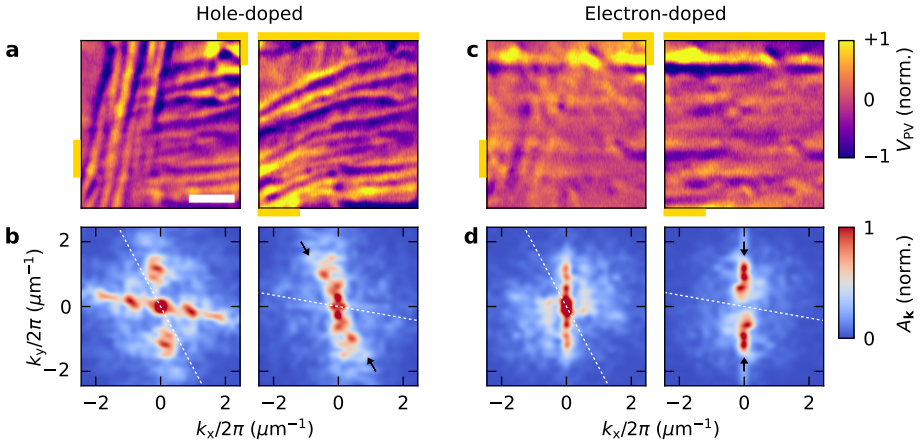 Hole-doped
Electron-doped
a
c
+1
0
−1
V_PV (norm.)
b
d
2
0
−2
k_y/2π (μm⁻¹)
−2 0 2
−2 0 2
−2 0 2
−2 0 2
k_x/2π (μm⁻¹)
k_x/2π (μm⁻¹)
1
0
A_k (norm.)